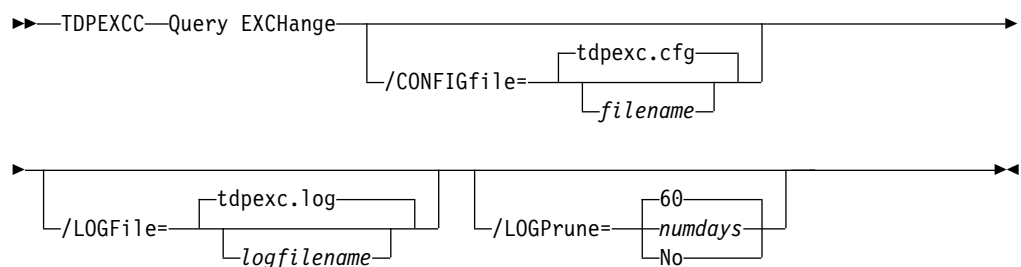 TDPEXCC Query EXCHange
tdpexc.cfg
/CONFIGfile=
filename
tdpexc.log
/LOGFile=
logfilename
60
/LOGPrune=
numdays
No